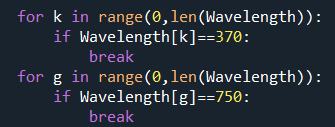 for k in range(0,len(Wavelength)):
    if Wavelength[k]==370:
        break
for g in range(0,len(Wavelength)):
    if Wavelength[g]==750:
        break